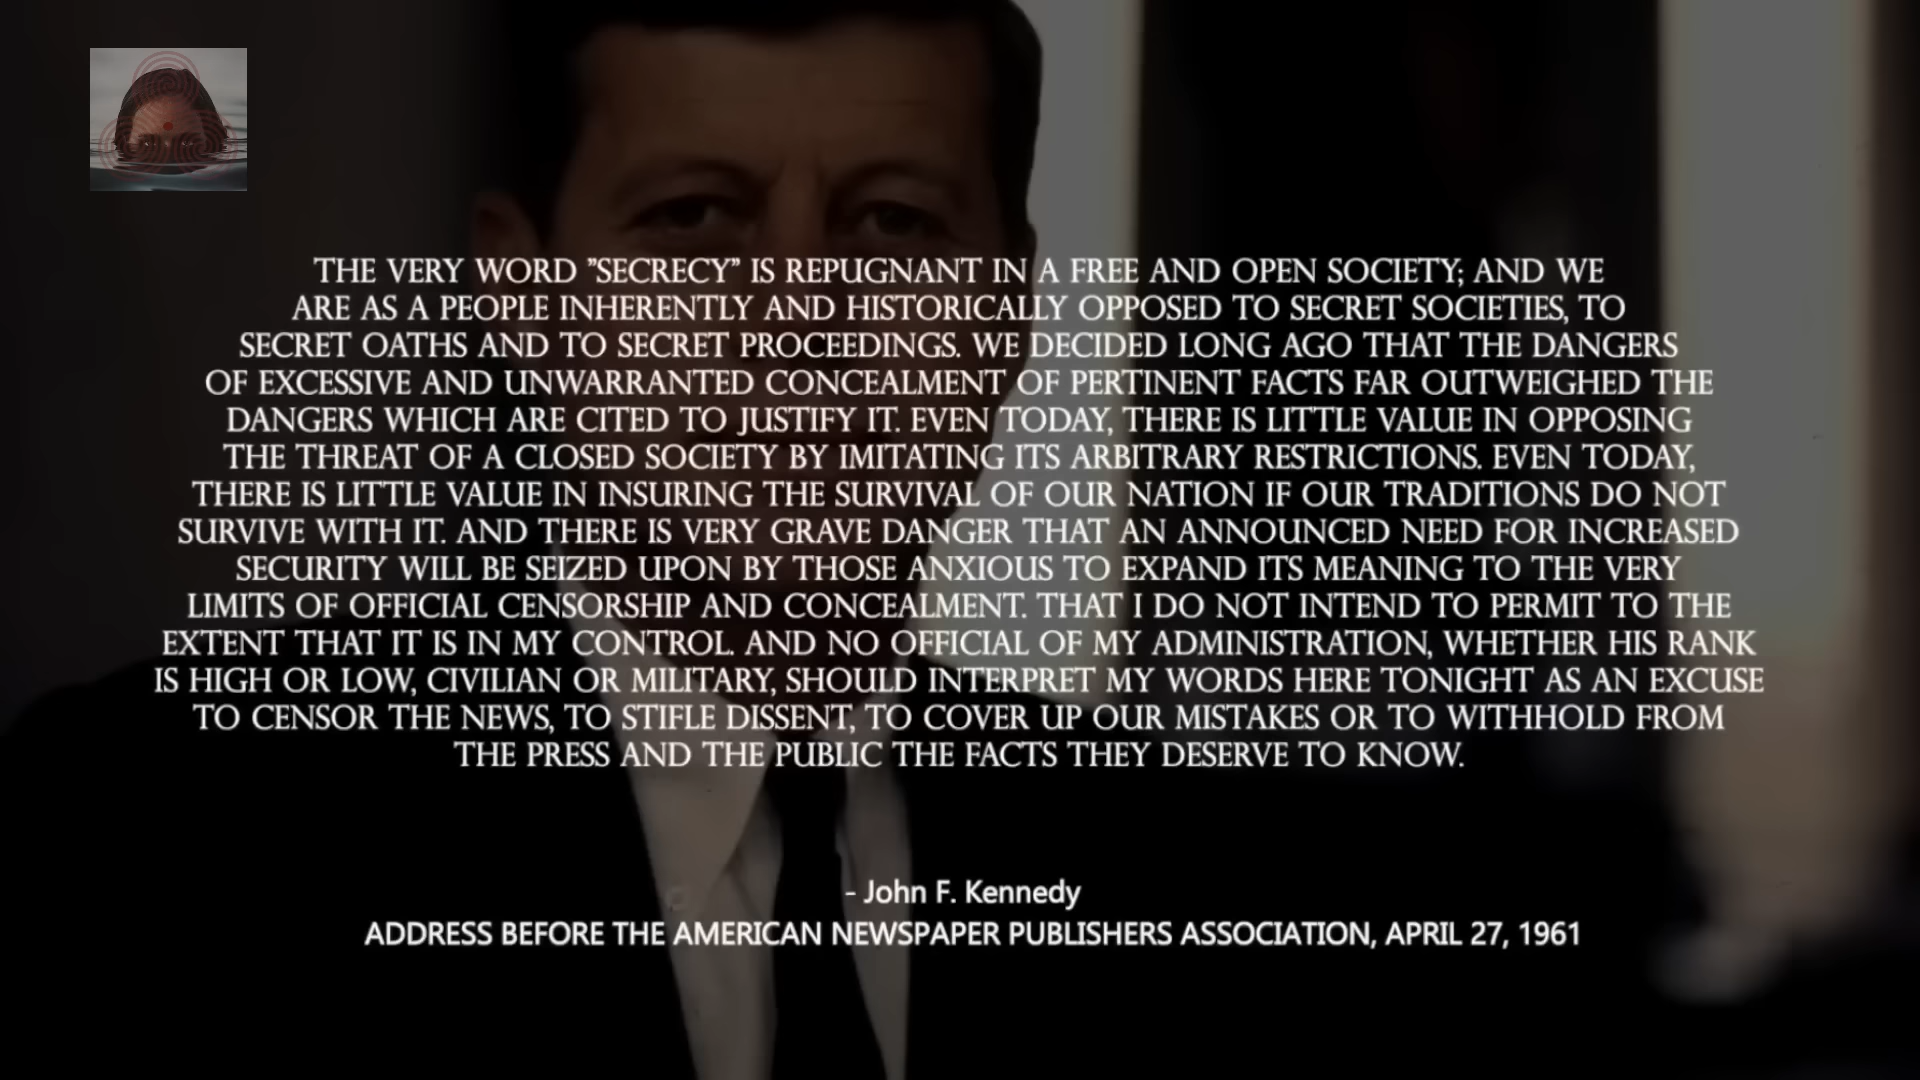 THE VERY WORD "SECRECY" IS REPUGNANT IN A FREE AND OPEN SOCIETY; AND WE
ARE AS A PEOPLE INHERENTLY AND HISTORICALLY OPPOSED TO SECRET SOCIETIES, TO
SECRET OATHS AND TO SECRET PROCEEDINGS. WE DECIDED LONG AGO THAT THE DANGERS
OF EXCESSIVE AND UNWARRANTED CONCEALMENT OF PERTINENT FACTS FAR OUTWEIGHED THE
DANGERS WHICH ARE CITED TO JUSTIFY IT. EVEN TODAY, THERE IS LITTLE VALUE IN OPPOSING
THE THREAT OF A CLOSED SOCIETY BY IMITATING ITS ARBITRARY RESTRICTIONS. EVEN TODAY,
THERE IS LITTLE VALUE IN INSURING THE SURVIVAL OF OUR NATION IF OUR TRADITIONS DO NOT
SURVIVE WITH IT. AND THERE IS VERY GRAVE DANGER THAT AN ANNOUNCED NEED FOR INCREASED
SECURITY WILL BE SEIZED UPON BY THOSE ANXIOUS TO EXPAND ITS MEANING TO THE VERY
LIMITS OF OFFICIAL CENSORSHIP AND CONCEALMENT. THAT I DO NOT INTEND TO PERMIT TO THE
EXTENT THAT IT IS IN MY CONTROL. AND NO OFFICIAL OF MY ADMINISTRATION, WHETHER HIS RANK
IS HIGH OR LOW, CIVILIAN OR MILITARY, SHOULD INTERPRET MY WORDS HERE TONIGHT AS AN EXCUSE
TO CENSOR THE NEWS, TO STIFLE DISSENT, TO COVER UP OUR MISTAKES OR TO WITHHOLD FROM
THE PRESS AND THE PUBLIC THE FACTS THEY DESERVE TO KNOW.
- John F. Kennedy
ADDRESS BEFORE THE AMERICAN NEWSPAPER PUBLISHERS ASSOCIATION, APRIL 27, 1961